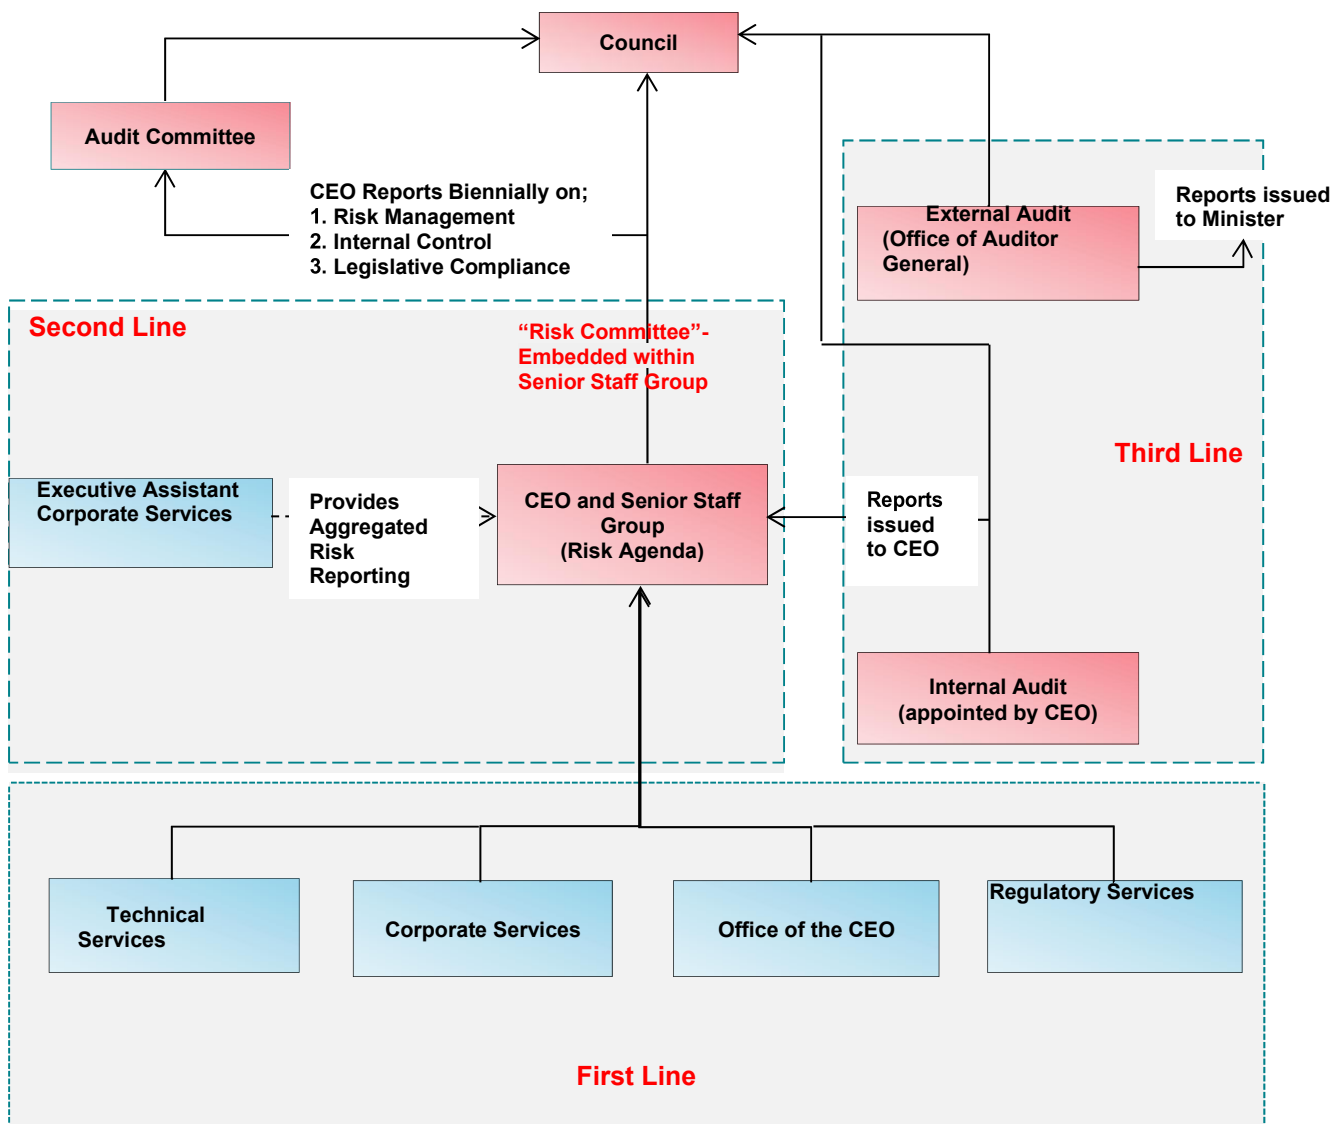 Council
Audit Committee
CEO Reports Biennially on;
1. Risk Management
2. Internal Control
3. Legislative Compliance
External Audit
(Office of Auditor
General)
Reports issued
to Minister
Second Line
“Risk Committee”-
Embedded within
Senior Staff Group
Third Line
Executive Assistant
Corporate Services
Provides
Aggregated
Risk
Reporting
CEO and Senior Staff
Group
(Risk Agenda)
Reports
issued
to CEO
Internal Audit
(appointed by CEO)
Technical
Services
Corporate Services
Office of the CEO
Regulatory Services
First Line